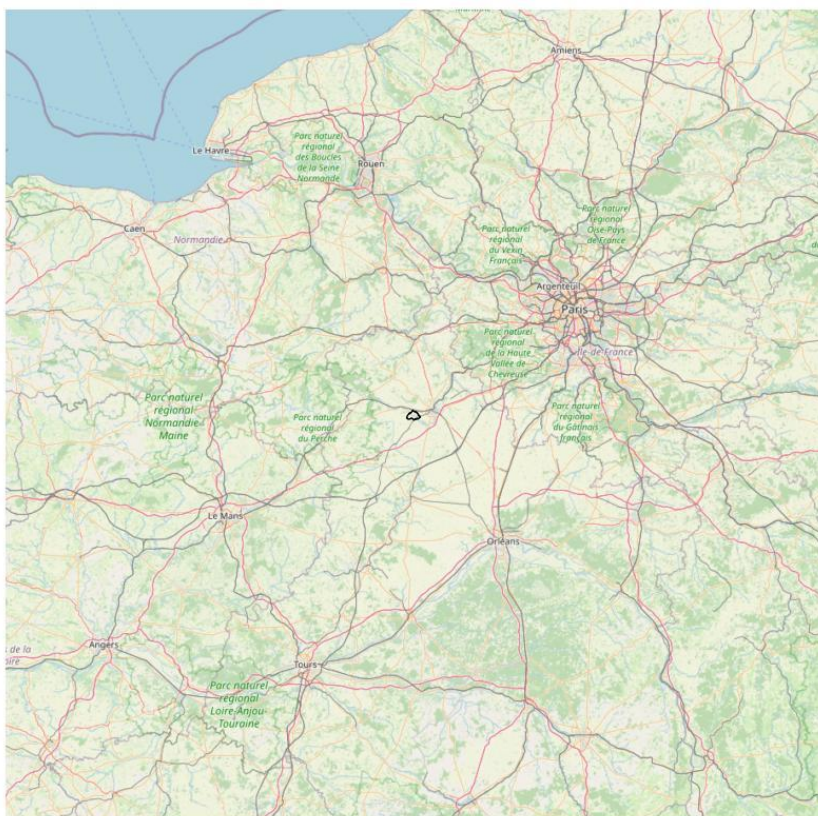 Amiens
Le Havre
Parc naturel
régional
des Boucles
de la Seine
Normande
Rouen
Caen
Normandie
Parc naturel
régional
Oise-Pays
de France
Parc naturel
régional
du Vexin
Français
Argenteuil
Paris
Île-de-France
Parc naturel
régional
de la Haute
Vallée de
Chevreuse
Parc naturel
régional
Normandie-
Maine
Parc naturel
régional
du Perche
Parc naturel
régional
du Gâtinais
français
Le Mans
Orléans
Angers
s de la
oire
Tours
Parc naturel
régional
Loire-Anjou-
Touraine